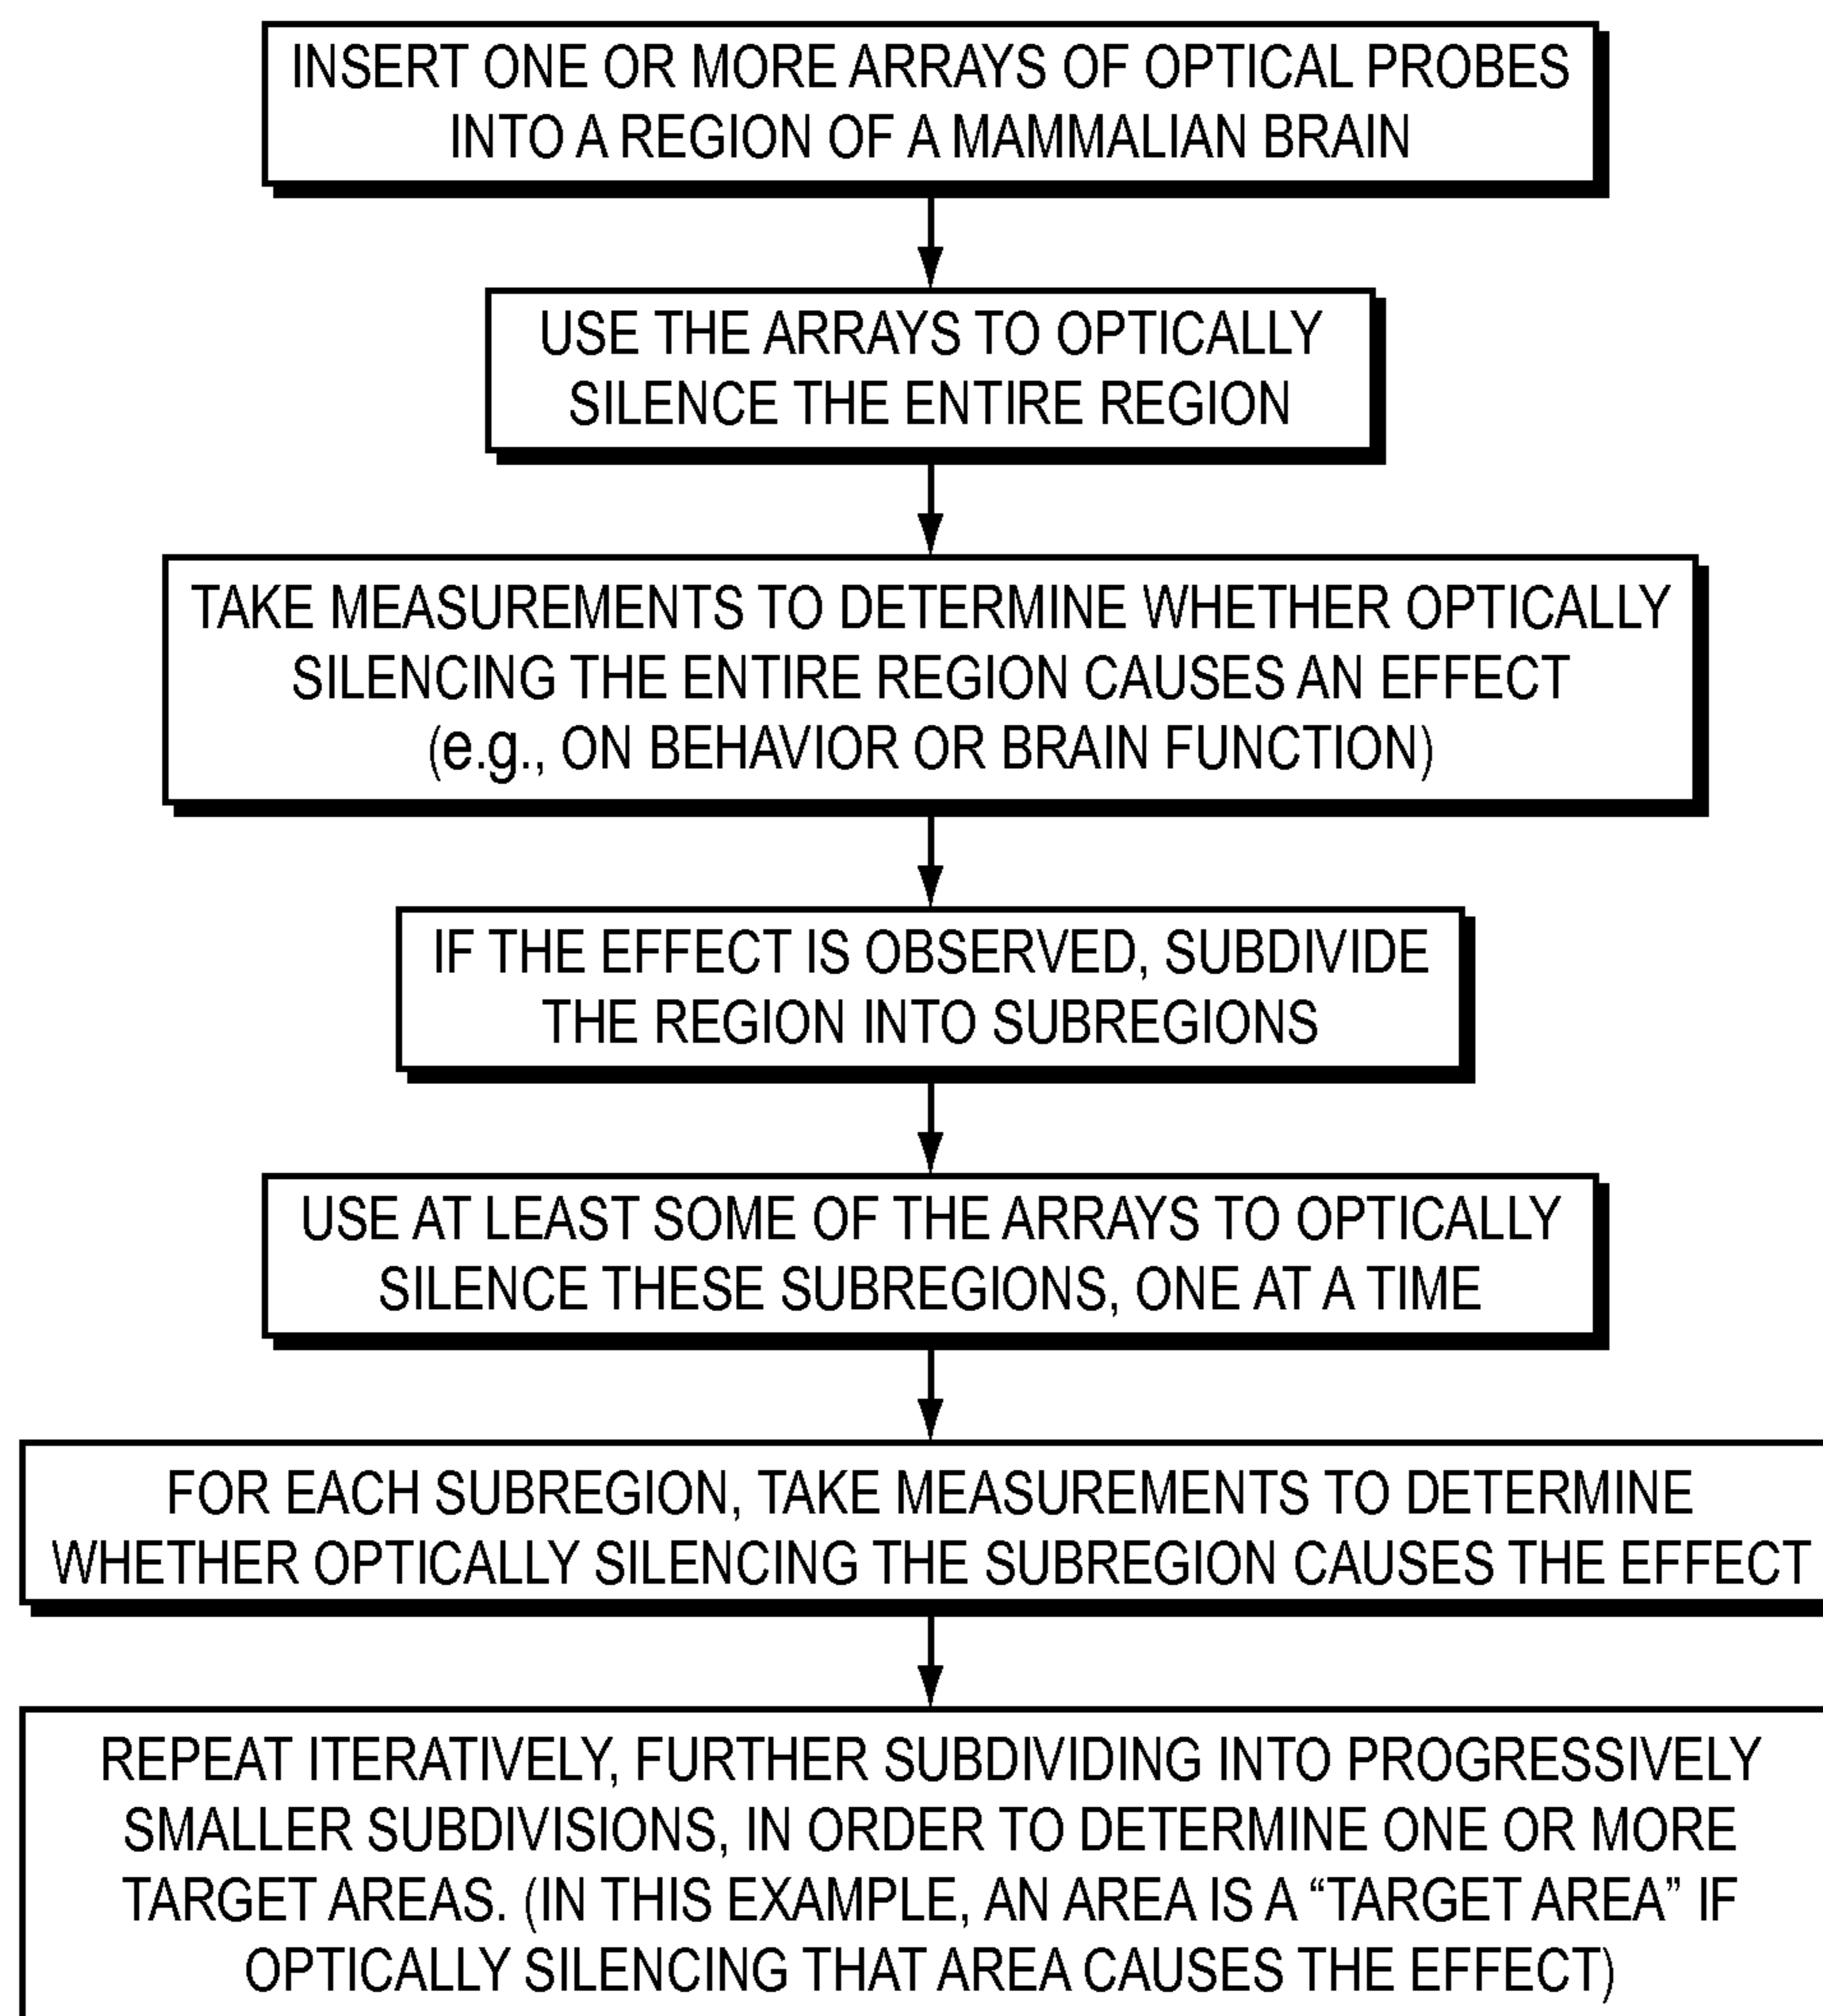 INSERT ONE OR MORE ARRAYS OF OPTICAL PROBES
INTO A REGION OF A MAMMALIAN BRAIN
USE THE ARRAYS TO OPTICALLY
SILENCE THE ENTIRE REGION
TAKE MEASUREMENTS TO DETERMINE WHETHER OPTICALLY
SILENCING THE ENTIRE REGION CAUSES AN EFFECT
(e.g., ON BEHAVIOR OR BRAIN FUNCTION)
IF THE EFFECT IS OBSERVED, SUBDIVIDE
THE REGION INTO SUBREGIONS
USE AT LEAST SOME OF THE ARRAYS TO OPTICALLY
SILENCE THESE SUBREGIONS, ONE AT A TIME
FOR EACH SUBREGION, TAKE MEASUREMENTS TO DETERMINE
WHETHER OPTICALLY SILENCING THE SUBREGION CAUSES THE EFFECT
REPEAT ITERATIVELY, FURTHER SUBDIVIDING INTO PROGRESSIVELY
SMALLER SUBDIVISIONS, IN ORDER TO DETERMINE ONE OR MORE
TARGET AREAS. (IN THIS EXAMPLE, AN AREA IS A “TARGET AREA” IF
OPTICALLY SILENCING THAT AREA CAUSES THE EFFECT)